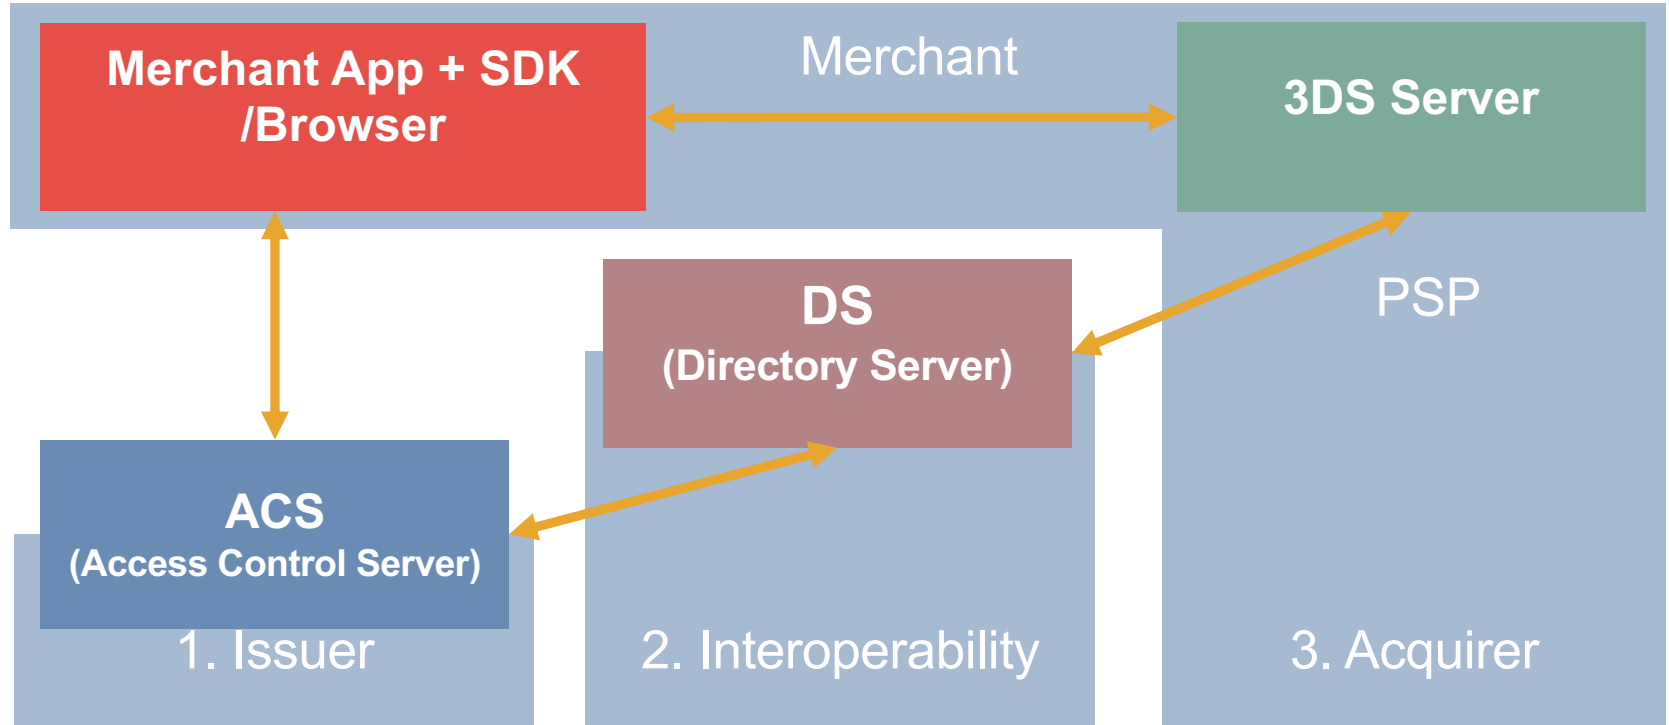 Merchant App + SDK
/Browser
Merchant
3DS Server
DS
(Directory Server)
PSP
ACS
(Access Control Server)
1. Issuer
2. Interoperability
3. Acquirer